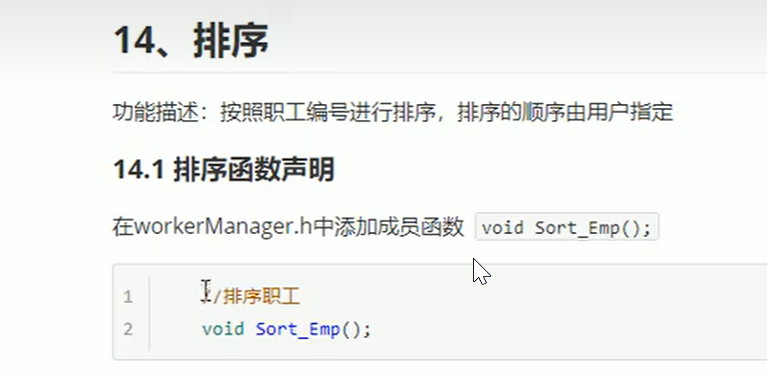 14、排序
功能描述：按照职工编号进行排序，排序的顺序由用户指定
14.1 排序函数声明
在workerManager.h中添加成员函数 void Sort_Emp();
1 //排序职工
2 void Sort_Emp();